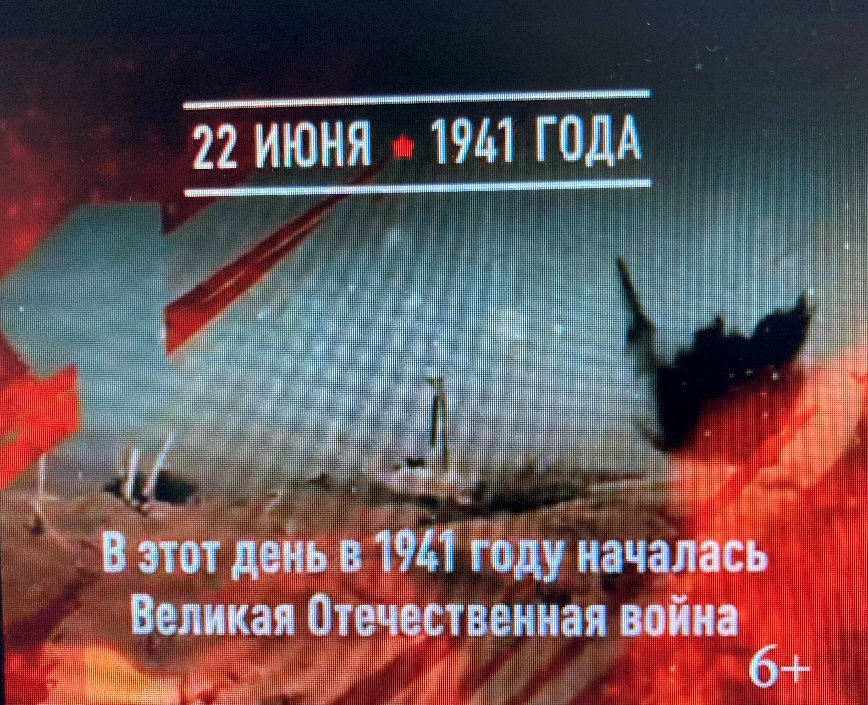 22 ИЮНЯ ★ 1941 ГОДА
В этот день в 1941 году началась
Великая Отечественная война
6+